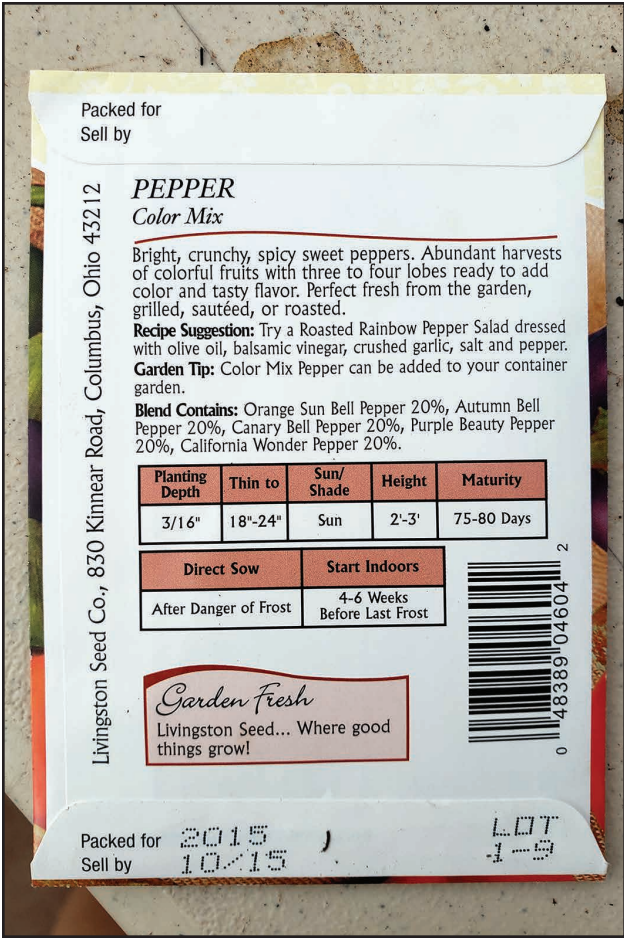 Packed for
Sell by
Livingston Seed Co., 830 Kinnear Road, Columbus, Ohio 43212
PEPPER
Color Mix
Bright, crunchy, spicy sweet peppers. Abundant harvests
of colorful fruits with three to four lobes ready to add
color and tasty flavor. Perfect fresh from the garden,
grilled, sautéed, or roasted.
Recipe Suggestion: Try a Roasted Rainbow Pepper Salad dressed
with olive oil, balsamic vinegar, crushed garlic, salt and pepper.
Garden Tip: Color Mix Pepper can be added to your container
garden.
Blend Contains: Orange Sun Bell Pepper 20%, Autumn Bell
Pepper 20%, Canary Bell Pepper 20%, Purple Beauty Pepper
20%, California Wonder Pepper 20%.
Planting Depth Thin to Sun/ Shade Height Maturity
3/16" 18"-24" Sun 2'-3' 75-80 Days
Direct Sow Start Indoors
After Danger of Frost 4-6 Weeks Before Last Frost
0 48389 04604 2
Garden Fresh
Livingston Seed... Where good
things grow!
Packed for 2015 LOT
Sell by 10/15 1-9